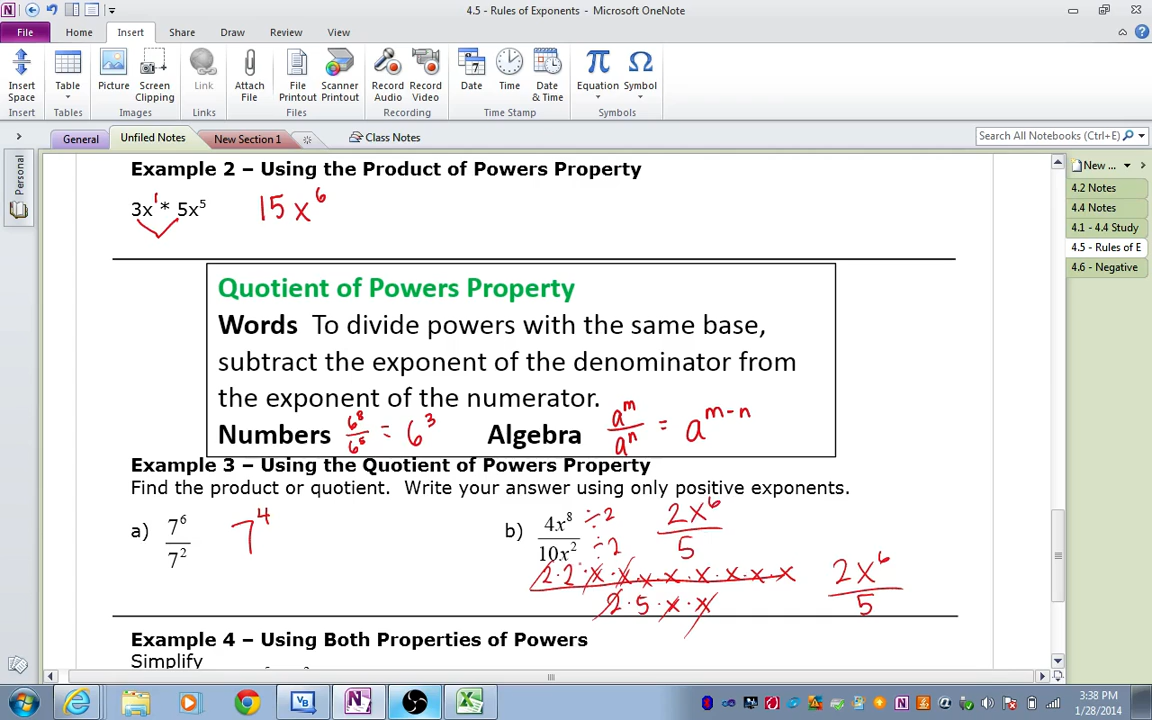 4.5 - Rules of Exponents - Microsoft OneNote
File Home Insert Share Draw Review View
Insert Space Table Picture Screen Clipping Link Attach File File Printout Scanner Printout Record Audio Record Video Date Time Date & Time Equation Symbol
Insert Tables Images Links Files Recording Time Stamp Symbols
General Unfiled Notes New Section 1 Class Notes Search All Notebooks (Ctrl+E)
Personal
New ...
4.2 Notes
4.4 Notes
4.1 - 4.4 Study
4.5 - Rules of E
4.6 - Negative
Example 2 – Using the Product of Powers Property
3x¹ * 5x⁵ 15x⁶
Quotient of Powers Property
Words To divide powers with the same base,
subtract the exponent of the denominator from
the exponent of the numerator.
Numbers 6⁸/6⁵ = 6³ Algebra aᵐ/aⁿ = aᵐ⁻ⁿ
Example 3 – Using the Quotient of Powers Property
Find the product or quotient. Write your answer using only positive exponents.
a) 7⁶/7² 7⁴ b) 4x⁸/10x² ÷2 ÷2 2x⁶/5
2·2·x·x·x·x·x·x·x·x
2·5·x·x
2x⁶/5
Example 4 – Using Both Properties of Powers
Simplify
3:38 PM
1/28/2014